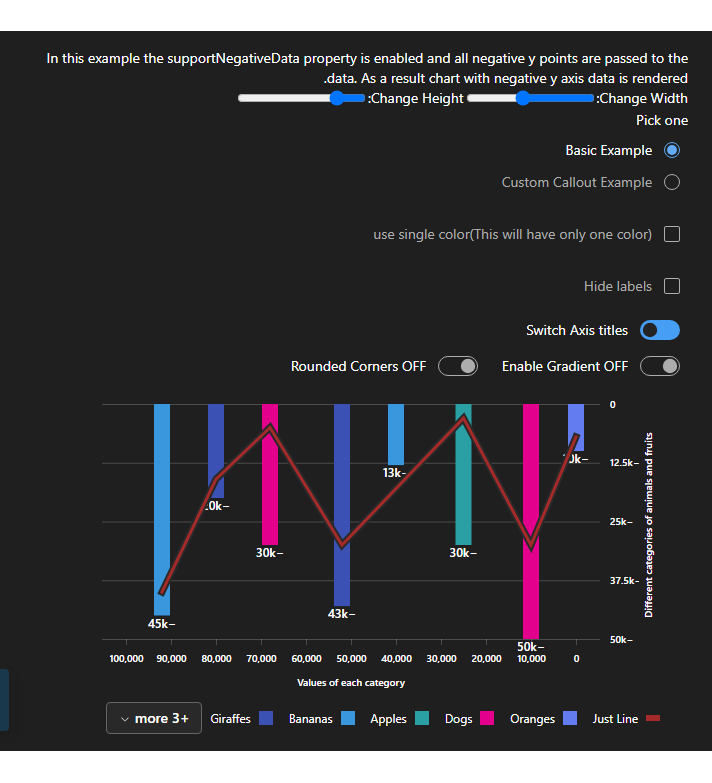 In this example the supportNegativeData property is enabled and all negative y points are passed to the
.data. As a result chart with negative y axis data is rendered
:Change Height :Change Width
Pick one
Basic Example
Custom Callout Example
use single color(This will have only one color)
Hide labels
Switch Axis titles
Rounded Corners OFF Enable Gradient OFF
0
12.5k−
25k−
37.5k−
50k−
Different categories of animals and fruits
45k−
30k−
43k−
13k−
30k−
50k−
100,000 90,000 80,000 70,000 60,000 50,000 40,000 30,000 20,000 10,000 0
Values of each category
more 3+ Giraffes Bananas Apples Dogs Oranges Just Line